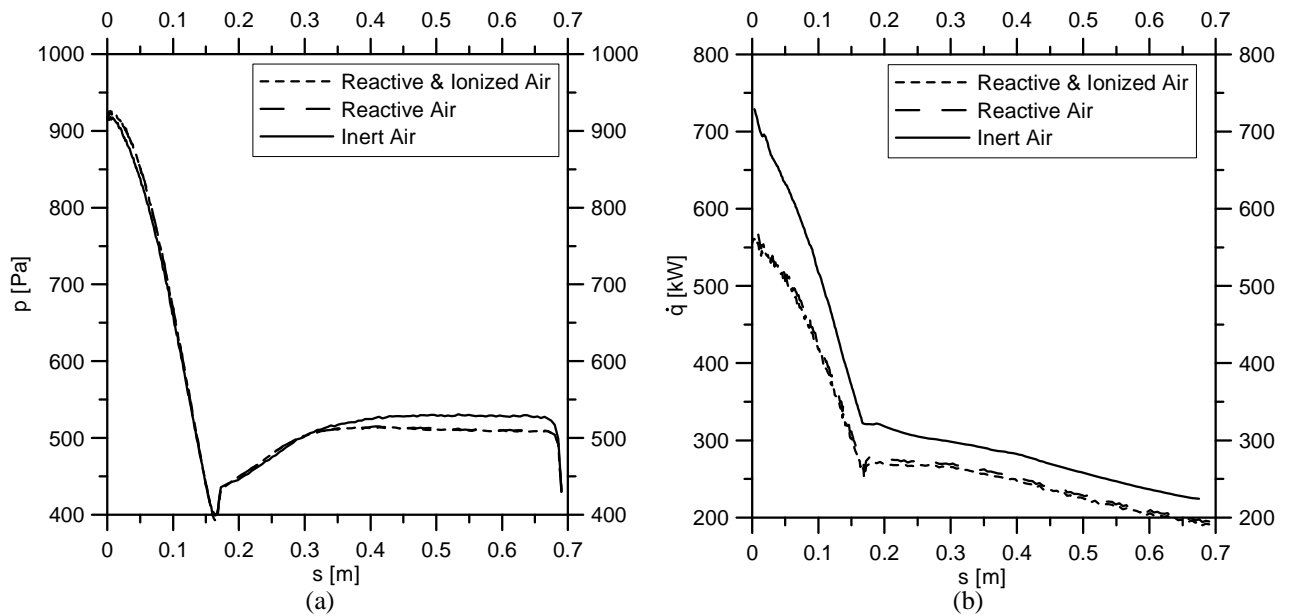 0 0.1 0.2 0.3 0.4 0.5 0.6 0.7
1000 1000
900 900
800 800
700 700
600 600
500 500
400 400
0 0.1 0.2 0.3 0.4 0.5 0.6 0.7
p [Pa]
s [m]
Reactive & Ionized Air
Reactive Air
Inert Air
(a)
0 0.1 0.2 0.3 0.4 0.5 0.6 0.7
800 800
700 700
600 600
500 500
400 400
300 300
200 200
0 0.1 0.2 0.3 0.4 0.5 0.6 0.7
q̇ [kW]
s [m]
Reactive & Ionized Air
Reactive Air
Inert Air
(b)